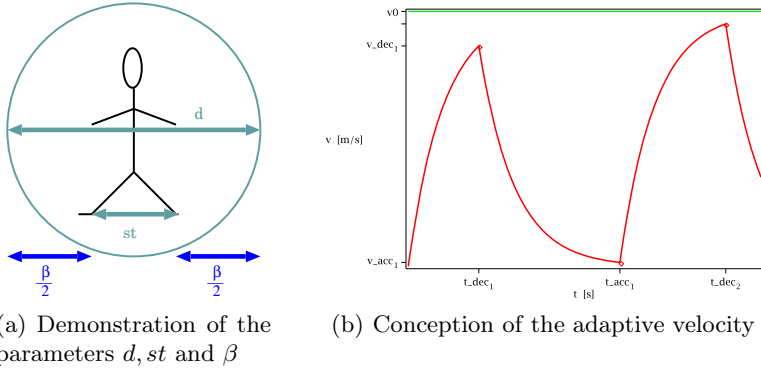 d
st
β
2
β
2
v0
v_dec₁
v [m/s]
v_acc₁
t_dec₁
t_acc₁
t_dec₂
t [s]
a) Demonstration of the
parameters d, st and β
(b) Conception of the adaptive velocity